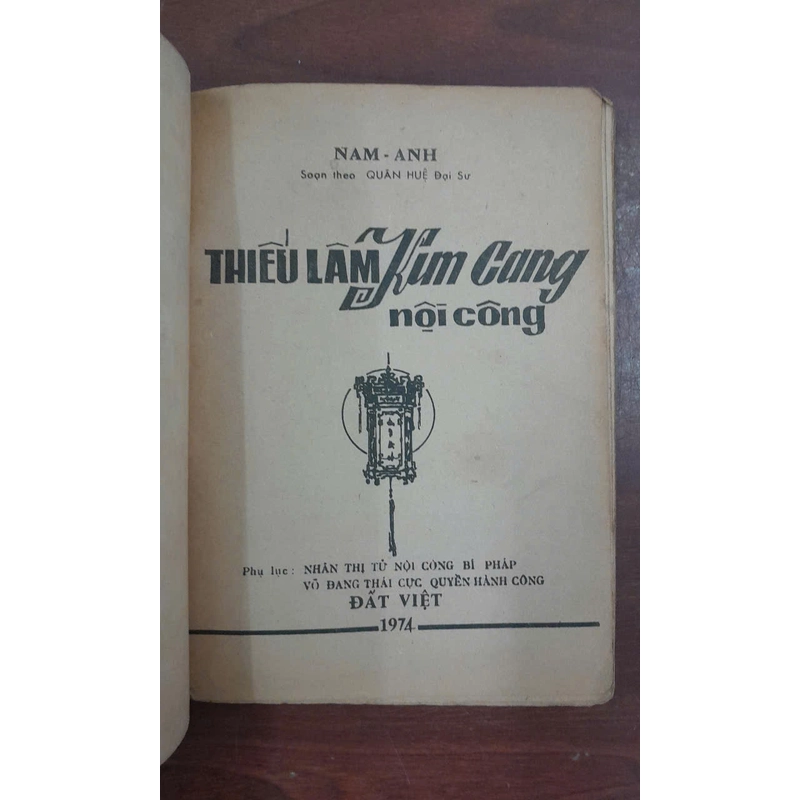 NAM - ANH
Soạn theo QUÂN HUỆ Đại Sư
THIẾU LÂM Kim Cang
nội công
Phụ lục : NHÂN THỊ TỬ NỘI CÔNG BÍ PHÁP
VÕ ĐANG THÁI CỰC QUYỀN HÀNH CÔNG
ĐẤT VIỆT
1974